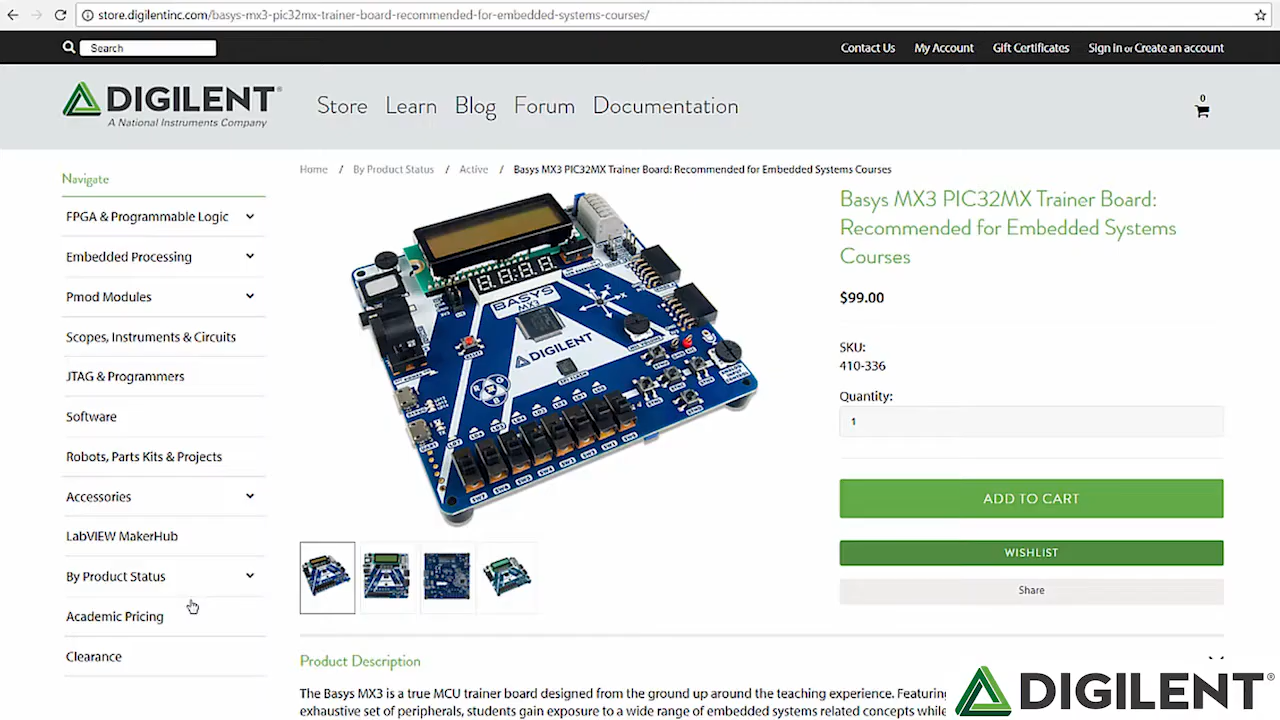 store.digilentinc.com/basys-mx3-pic32mx-trainer-board-recommended-for-embedded-systems-courses/
Search
Contact Us
My Account
Gift Certificates
Sign in or Create an account
DIGILENT
A National Instruments Company
Store
Learn
Blog
Forum
Documentation
0
Navigate
FPGA & Programmable Logic
Embedded Processing
Pmod Modules
Scopes, Instruments & Circuits
JTAG & Programmers
Software
Robots, Parts Kits & Projects
Accessories
LabVIEW MakerHub
By Product Status
Academic Pricing
Clearance
Home / By Product Status / Active / Basys MX3 PIC32MX Trainer Board: Recommended for Embedded Systems Courses
BASYS
MX3
DIGILENT
Basys MX3 PIC32MX Trainer Board:
Recommended for Embedded Systems
Courses
$99.00
SKU:
410-336
Quantity:
1
ADD TO CART
WISHLIST
Share
Product Description
The Basys MX3 is a true MCU trainer board designed from the ground up around the teaching experience. Featuring
exhaustive set of peripherals, students gain exposure to a wide range of embedded systems related concepts while
DIGILENT®